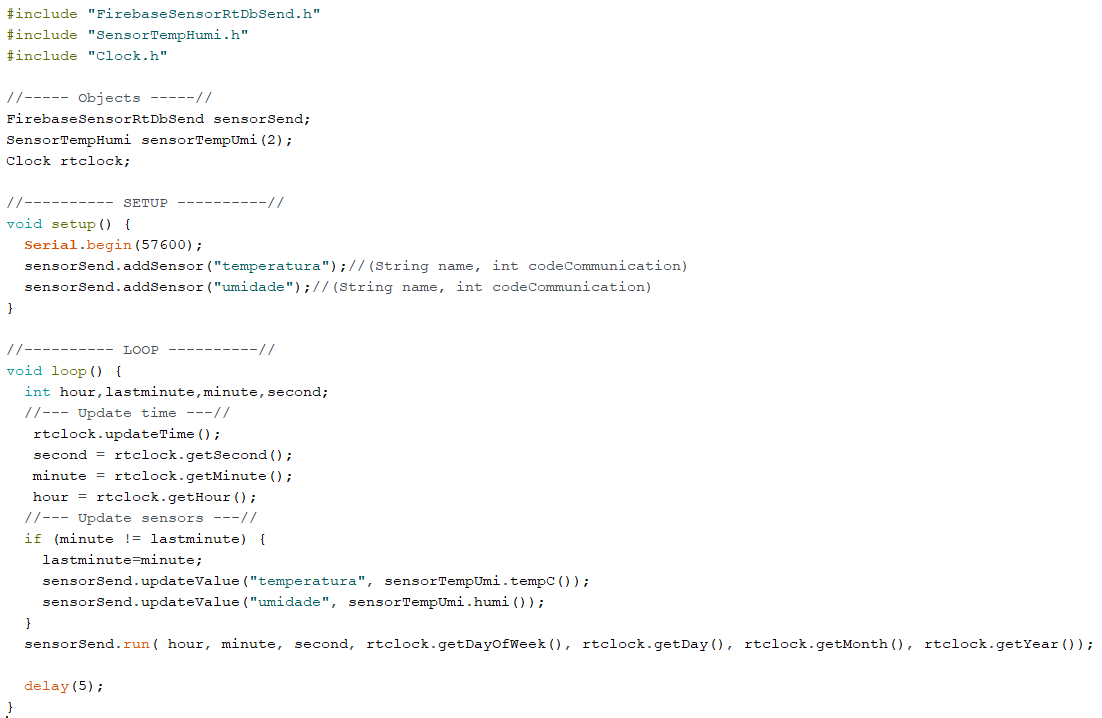 #include "FirebaseSensorRtDbSend.h"
#include "SensorTempHumi.h"
#include "Clock.h"
//----- Objects -----//
FirebaseSensorRtDbSend sensorSend;
SensorTempHumi sensorTempUmi(2);
Clock rtclock;
//---------- SETUP ----------//
void setup() {
Serial.begin(57600);
sensorSend.addSensor("temperatura");//(String name, int codeCommunication)
sensorSend.addSensor("umidade");//(String name, int codeCommunication)
}
//---------- LOOP ----------//
void loop() {
int hour,lastminute,minute,second;
//--- Update time ---//
rtclock.updateTime();
second = rtclock.getSecond();
minute = rtclock.getMinute();
hour = rtclock.getHour();
//--- Update sensors ---//
if (minute != lastminute) {
lastminute=minute;
sensorSend.updateValue("temperatura", sensorTempUmi.tempC());
sensorSend.updateValue("umidade", sensorTempUmi.humi());
}
sensorSend.run( hour, minute, second, rtclock.getDayOfWeek(), rtclock.getDay(), rtclock.getMonth(), rtclock.getYear());
delay(5);
}